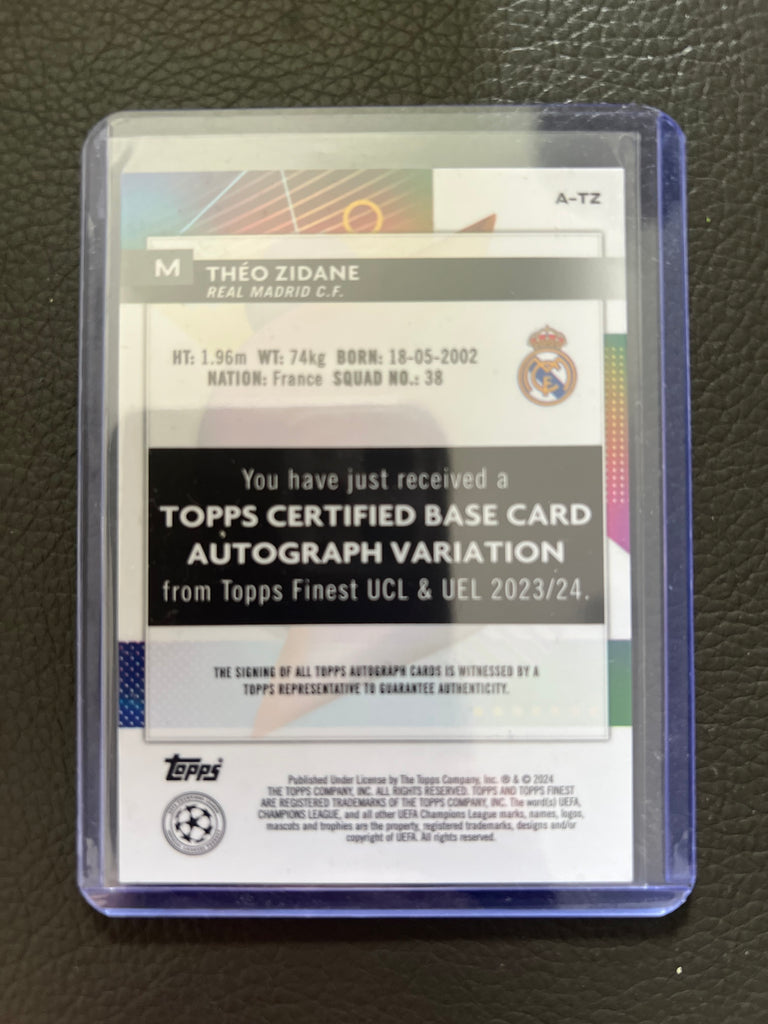 A-TZ
M
THÉO ZIDANE
REAL MADRID C.F.
HT: 1.96m WT: 74kg BORN: 18-05-2002
NATION: France SQUAD NO.: 38
You have just received a
TOPPS CERTIFIED BASE CARD
AUTOGRAPH VARIATION
from Topps Finest UCL & UEL 2023/24.
THE SIGNING OF ALL TOPPS AUTOGRAPH CARDS IS WITNESSED BY A
TOPPS REPRESENTATIVE TO GUARANTEE AUTHENTICITY.
Topps®
Published Under License by The Topps Company, Inc. ® & © 2024
THE TOPPS COMPANY, INC. ALL RIGHTS RESERVED. TOPPS AND TOPPS FINEST
ARE REGISTERED TRADEMARKS OF THE TOPPS COMPANY, INC. The word(s) UEFA,
CHAMPIONS LEAGUE, and all other UEFA Champions League marks, names, logos,
mascots and trophies are the property, registered trademarks, designs and/or
copyright of UEFA. All rights reserved.